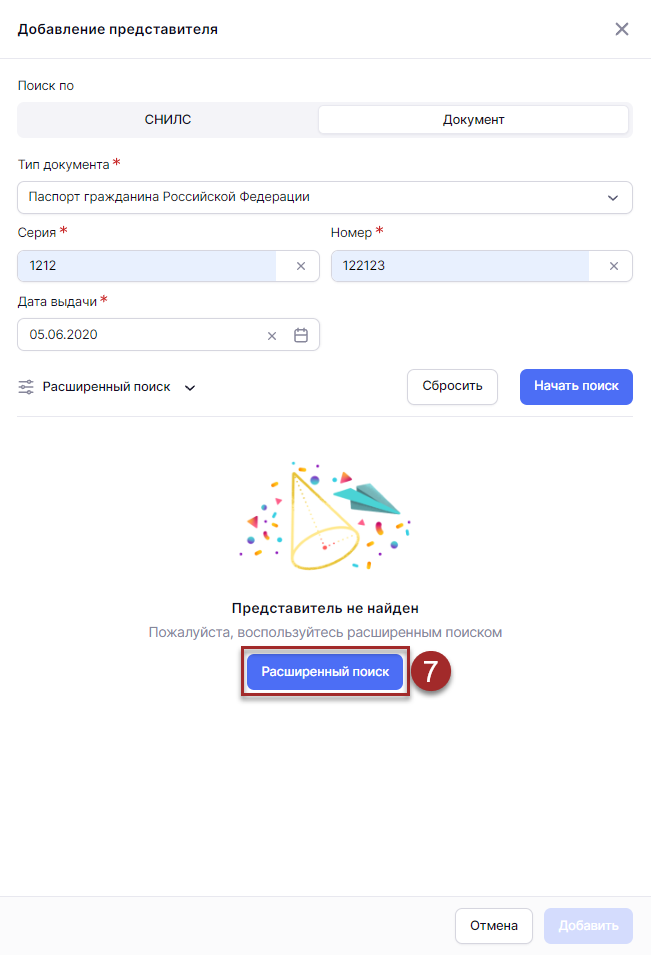 Добавление представителя
Поиск по
СНИЛС Документ
Тип документа *
Паспорт гражданина Российской Федерации
Серия * Номер *
1212 122123
Дата выдачи *
05.06.2020
Расширенный поиск Сбросить Начать поиск
Представитель не найден
Пожалуйста, воспользуйтесь расширенным поиском
Расширенный поиск 7
Отмена Добавить